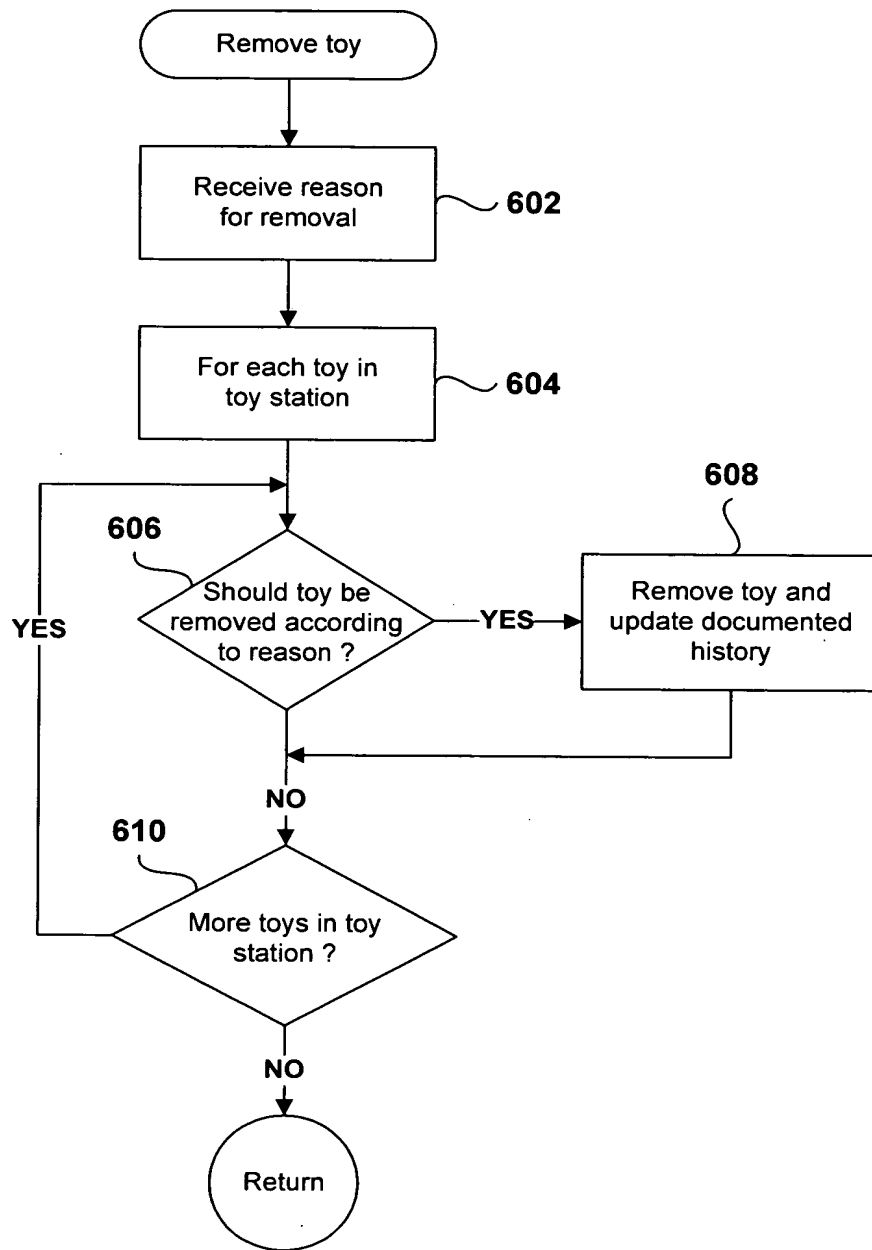 Remove toy
Receive reason
for removal
602
For each toy in
toy station
604
608
606
Should toy be
removed according
to reason ?
YES
Remove toy and
update documented
history
YES
NO
610
More toys in toy
station ?
NO
Return